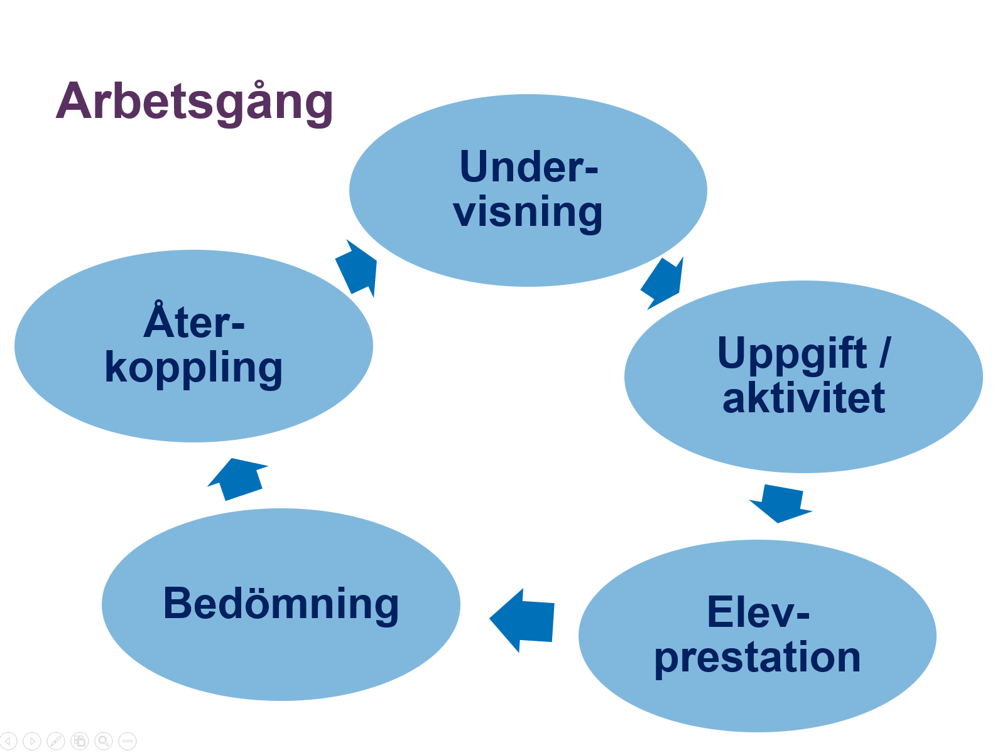 Arbetsgång
Under-
visning
Uppgift /
aktivitet
Elev-
prestation
Bedömning
Åter-
koppling